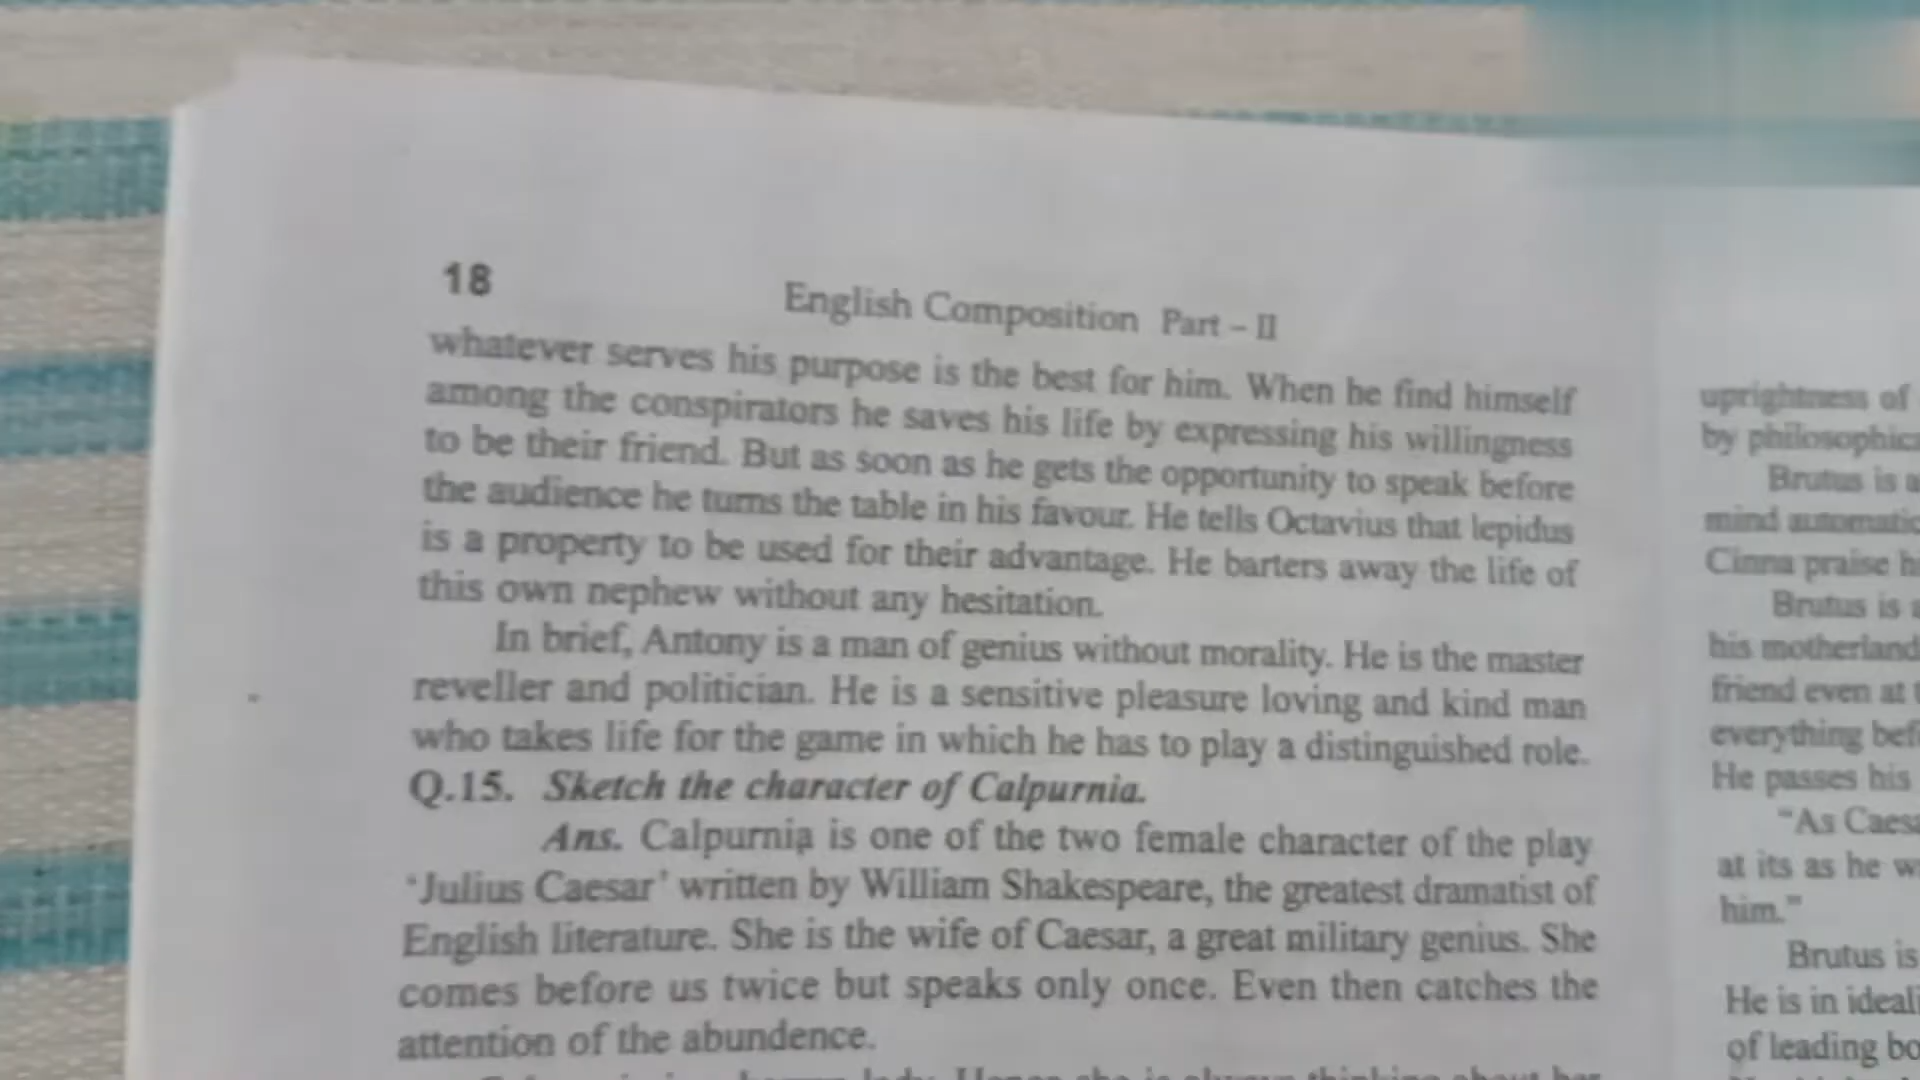 18
English Composition Part – II
whatever serves his purpose is the best for him. When he find himself
among the conspirators he saves his life by expressing his willingness
to be their friend. But as soon as he gets the opportunity to speak before
the audience he turns the table in his favour. He tells Octavius that lepidus
is a property to be used for their advantage. He barters away the life of
this own nephew without any hesitation.
In brief, Antony is a man of genius without morality. He is the master
reveller and politician. He is a sensitive pleasure loving and kind man
who takes life for the game in which he has to play a distinguished role.
Q.15. Sketch the character of Calpurnia.
Ans. Calpurnia is one of the two female character of the play
'Julius Caesar' written by William Shakespeare, the greatest dramatist of
English literature. She is the wife of Caesar, a great military genius. She
comes before us twice but speaks only once. Even then catches the
attention of the abundence.
lady. Hence she is always thinking about her
uprightness of
by
Brutus is a
mind
Cinna praise
Brutus is
his motherland
friend even at
everything
He passes his
"As
at its as he
him."
Brutus is
He is in
of leading